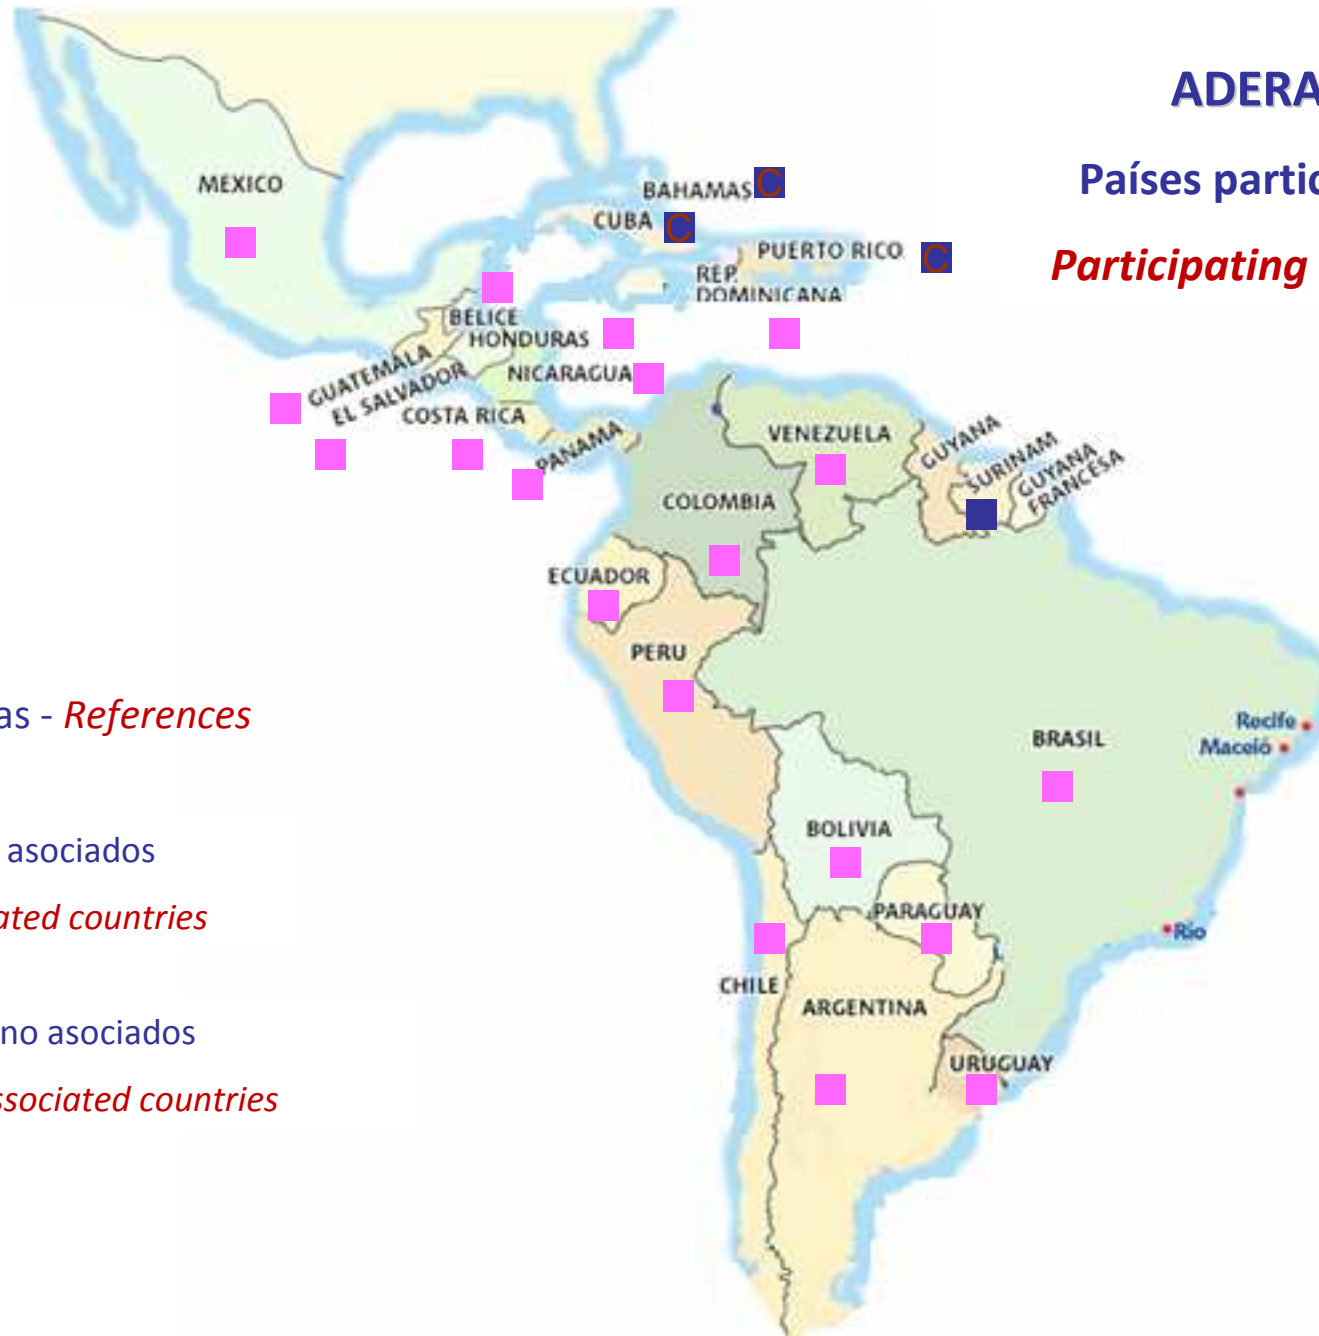 ADERA
Países partic
Participating
MEXICO
BAHAMAS C
CUBA C
PUERTO RICO C
REP.
DOMINICANA
BELICE
HONDURAS
GUATEMALA
NICARAGUA
EL SALVADOR
COSTA RICA
PANAMA
VENEZUELA
GUYANA
SURINAM
GUYANA
FRANCESA
COLOMBIA
ECUADOR
PERU
as - References
BRASIL
Recife
Maceió
BOLIVIA
asociados
PARAGUAY
ated countries
Río
CHILE
ARGENTINA
no asociados
URUGUAY
ssociated countries